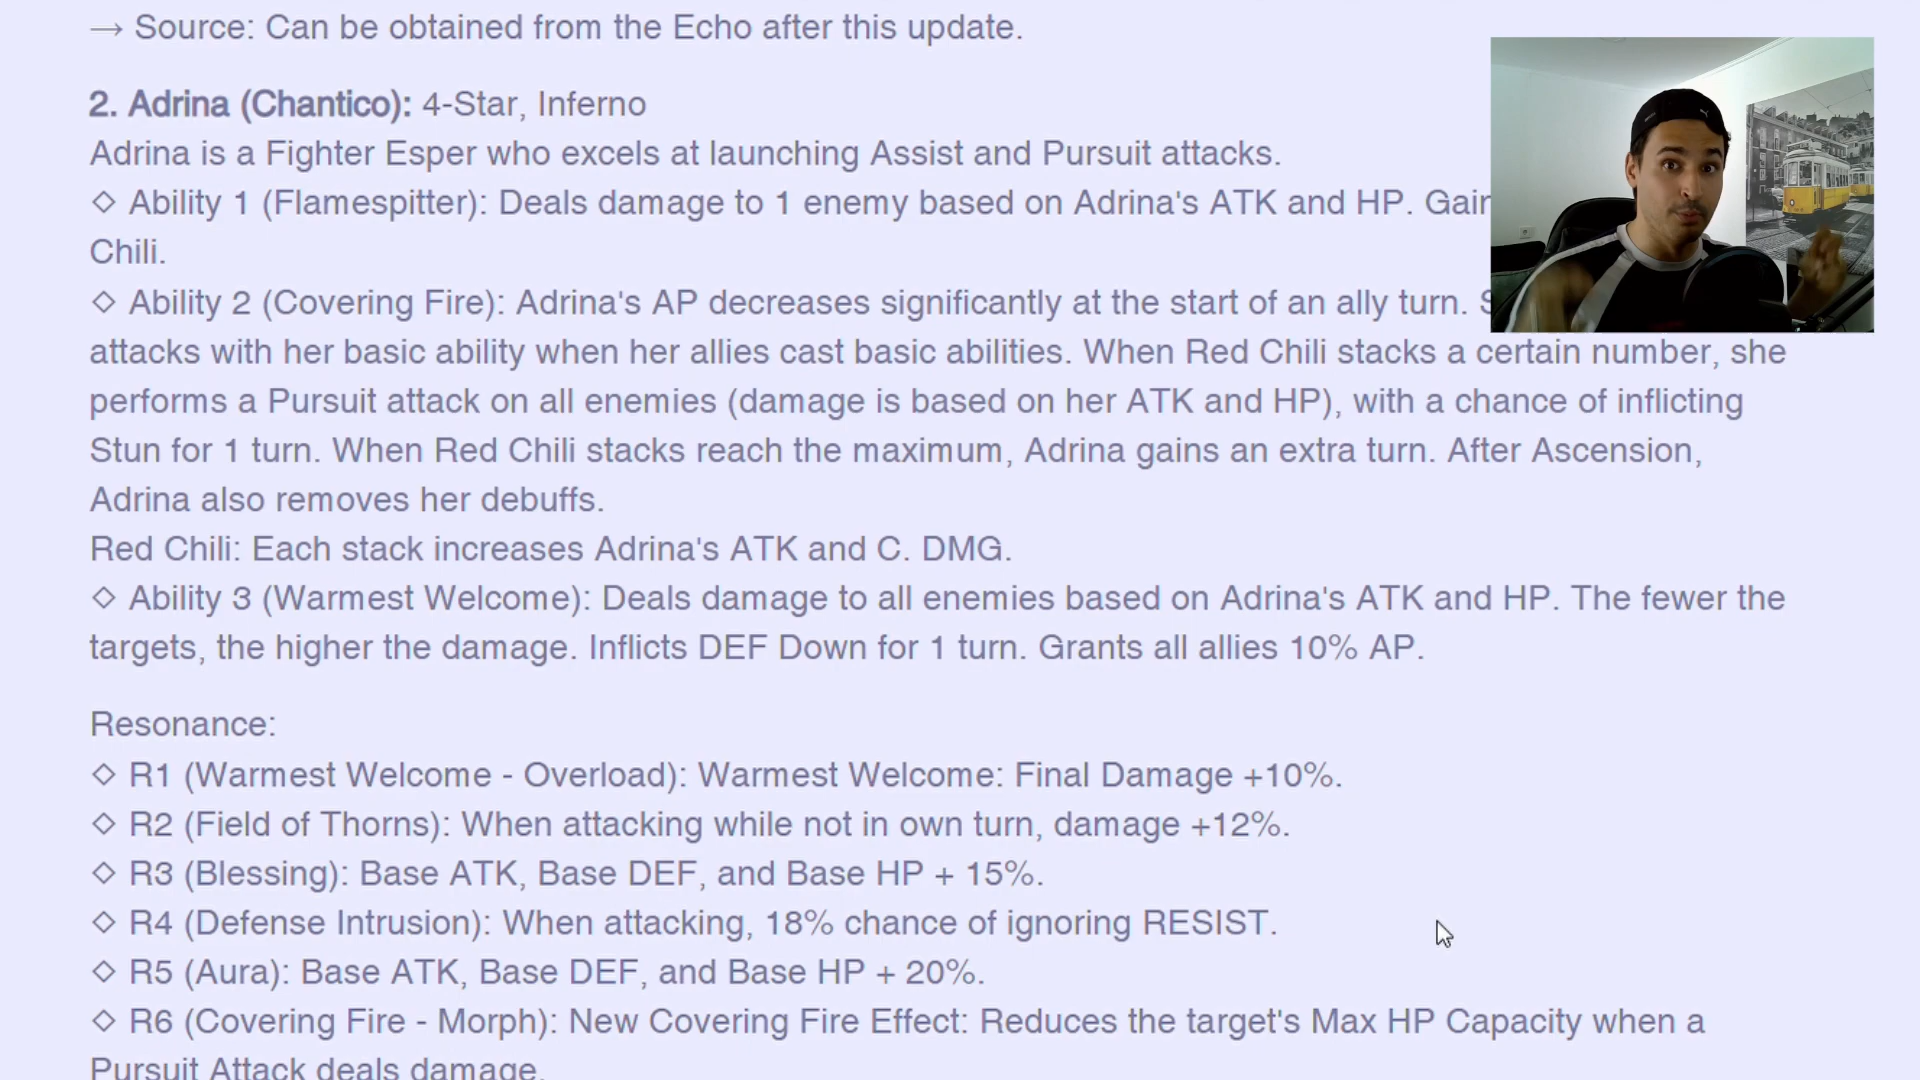 → Source: Can be obtained from the Echo after this update.
2. Adrina (Chantico): 4-Star, Inferno
Adrina is a Fighter Esper who excels at launching Assist and Pursuit attacks.
◇ Ability 1 (Flamespitter): Deals damage to 1 enemy based on Adrina's ATK and HP.
Chili.
◇ Ability 2 (Covering Fire): Adrina's AP decreases significantly at the start of an ally turn.
attacks with her basic ability when her allies cast basic abilities. When Red Chili stacks a certain number, she
performs a Pursuit attack on all enemies (damage is based on her ATK and HP), with a chance of inflicting
Stun for 1 turn. When Red Chili stacks reach the maximum, Adrina gains an extra turn. After Ascension,
Adrina also removes her debuffs.
Red Chili: Each stack increases Adrina's ATK and C. DMG.
◇ Ability 3 (Warmest Welcome): Deals damage to all enemies based on Adrina's ATK and HP. The fewer the
targets, the higher the damage. Inflicts DEF Down for 1 turn. Grants all allies 10% AP.
Resonance:
◇ R1 (Warmest Welcome - Overload): Warmest Welcome: Final Damage +10%.
◇ R2 (Field of Thorns): When attacking while not in own turn, damage +12%.
◇ R3 (Blessing): Base ATK, Base DEF, and Base HP + 15%.
◇ R4 (Defense Intrusion): When attacking, 18% chance of ignoring RESIST.
◇ R5 (Aura): Base ATK, Base DEF, and Base HP + 20%.
◇ R6 (Covering Fire - Morph): New Covering Fire Effect: Reduces the target's Max HP Capacity when a
Pursuit Attack deals damage.